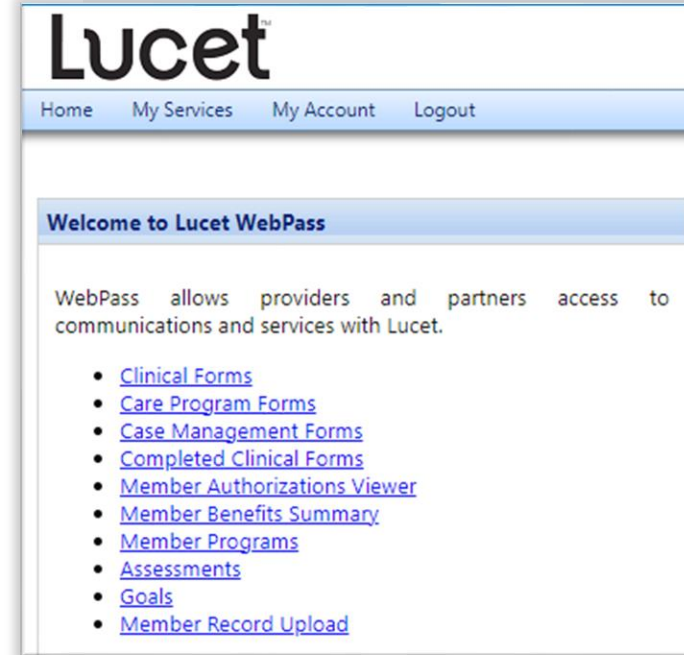 Lucet™
Home My Services My Account Logout
Welcome to Lucet WebPass
WebPass allows providers and partners access to
communications and services with Lucet.
• Clinical Forms
• Care Program Forms
• Case Management Forms
• Completed Clinical Forms
• Member Authorizations Viewer
• Member Benefits Summary
• Member Programs
• Assessments
• Goals
• Member Record Upload